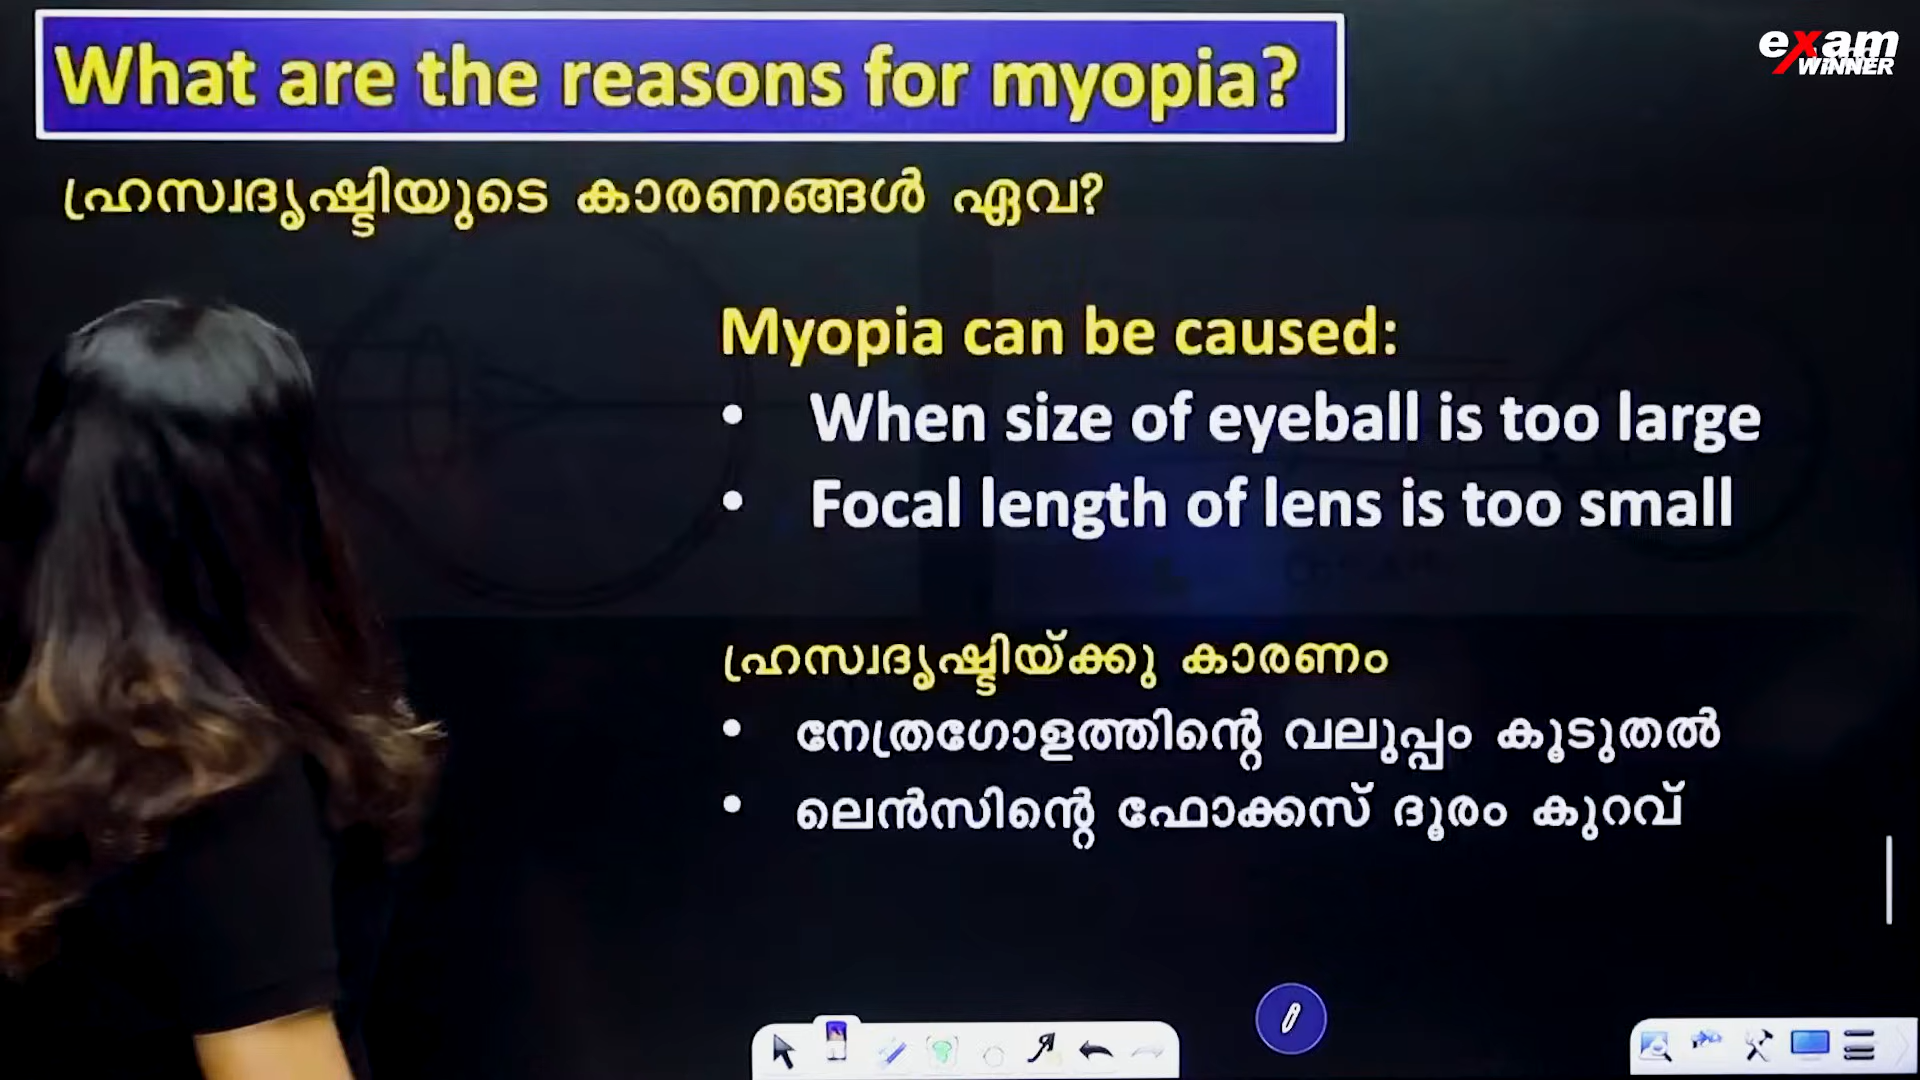 What are the reasons for myopia?
exam
WINNER
ഹ്രസ്വദൃഷ്ടിയുടെ കാരണങ്ങൾ ഏവ?
Myopia can be caused:
• When size of eyeball is too large
• Focal length of lens is too small
ഹ്രസ്വദൃഷ്ടിയ്ക്കു കാരണം
• നേത്രഗോളത്തിന്റെ വലുപ്പം കൂടുതൽ
• ലെൻസിന്റെ ഫോക്കസ് ദൂരം കുറവ്